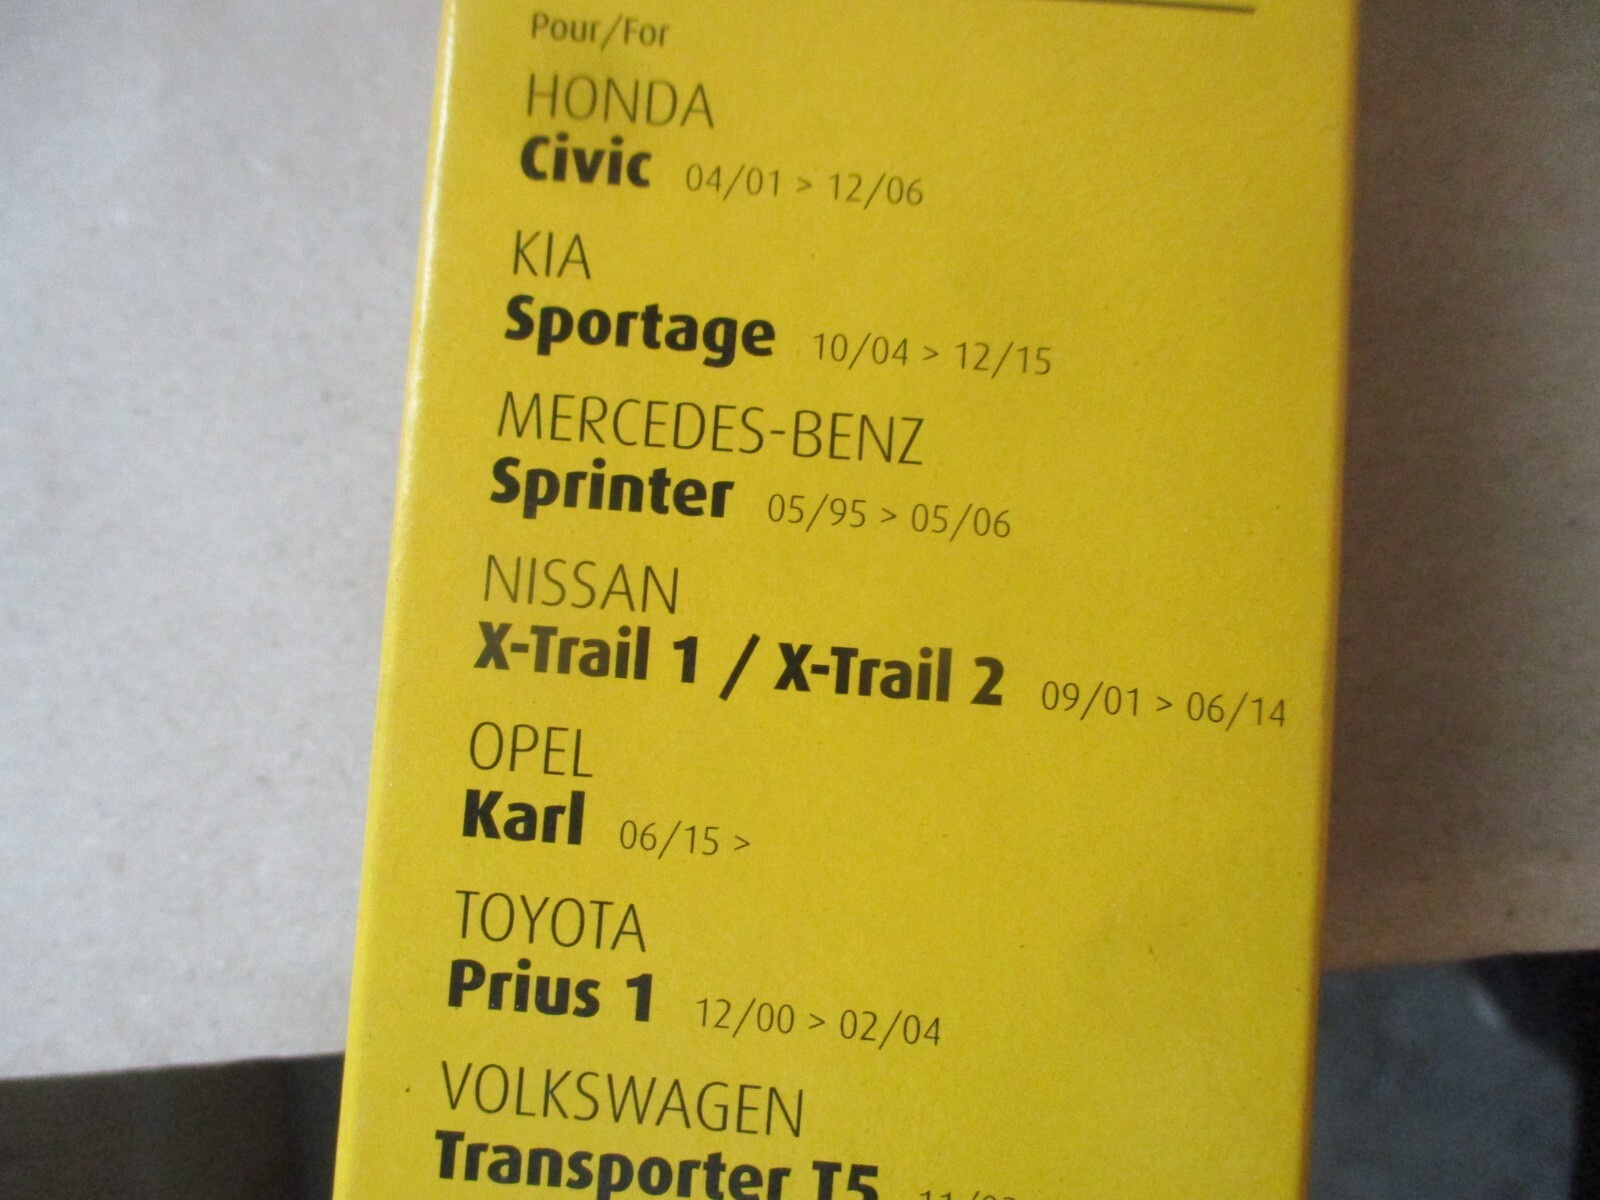 Pour/For
HONDA
Civic 04/01 > 12/06
KIA
Sportage 10/04 > 12/15
MERCEDES-BENZ
Sprinter 05/95 > 05/06
NISSAN
X-Trail 1 / X-Trail 2 09/01 > 06/14
OPEL
Karl 06/15 >
TOYOTA
Prius 1 12/00 > 02/04
VOLKSWAGEN
Transporter T5